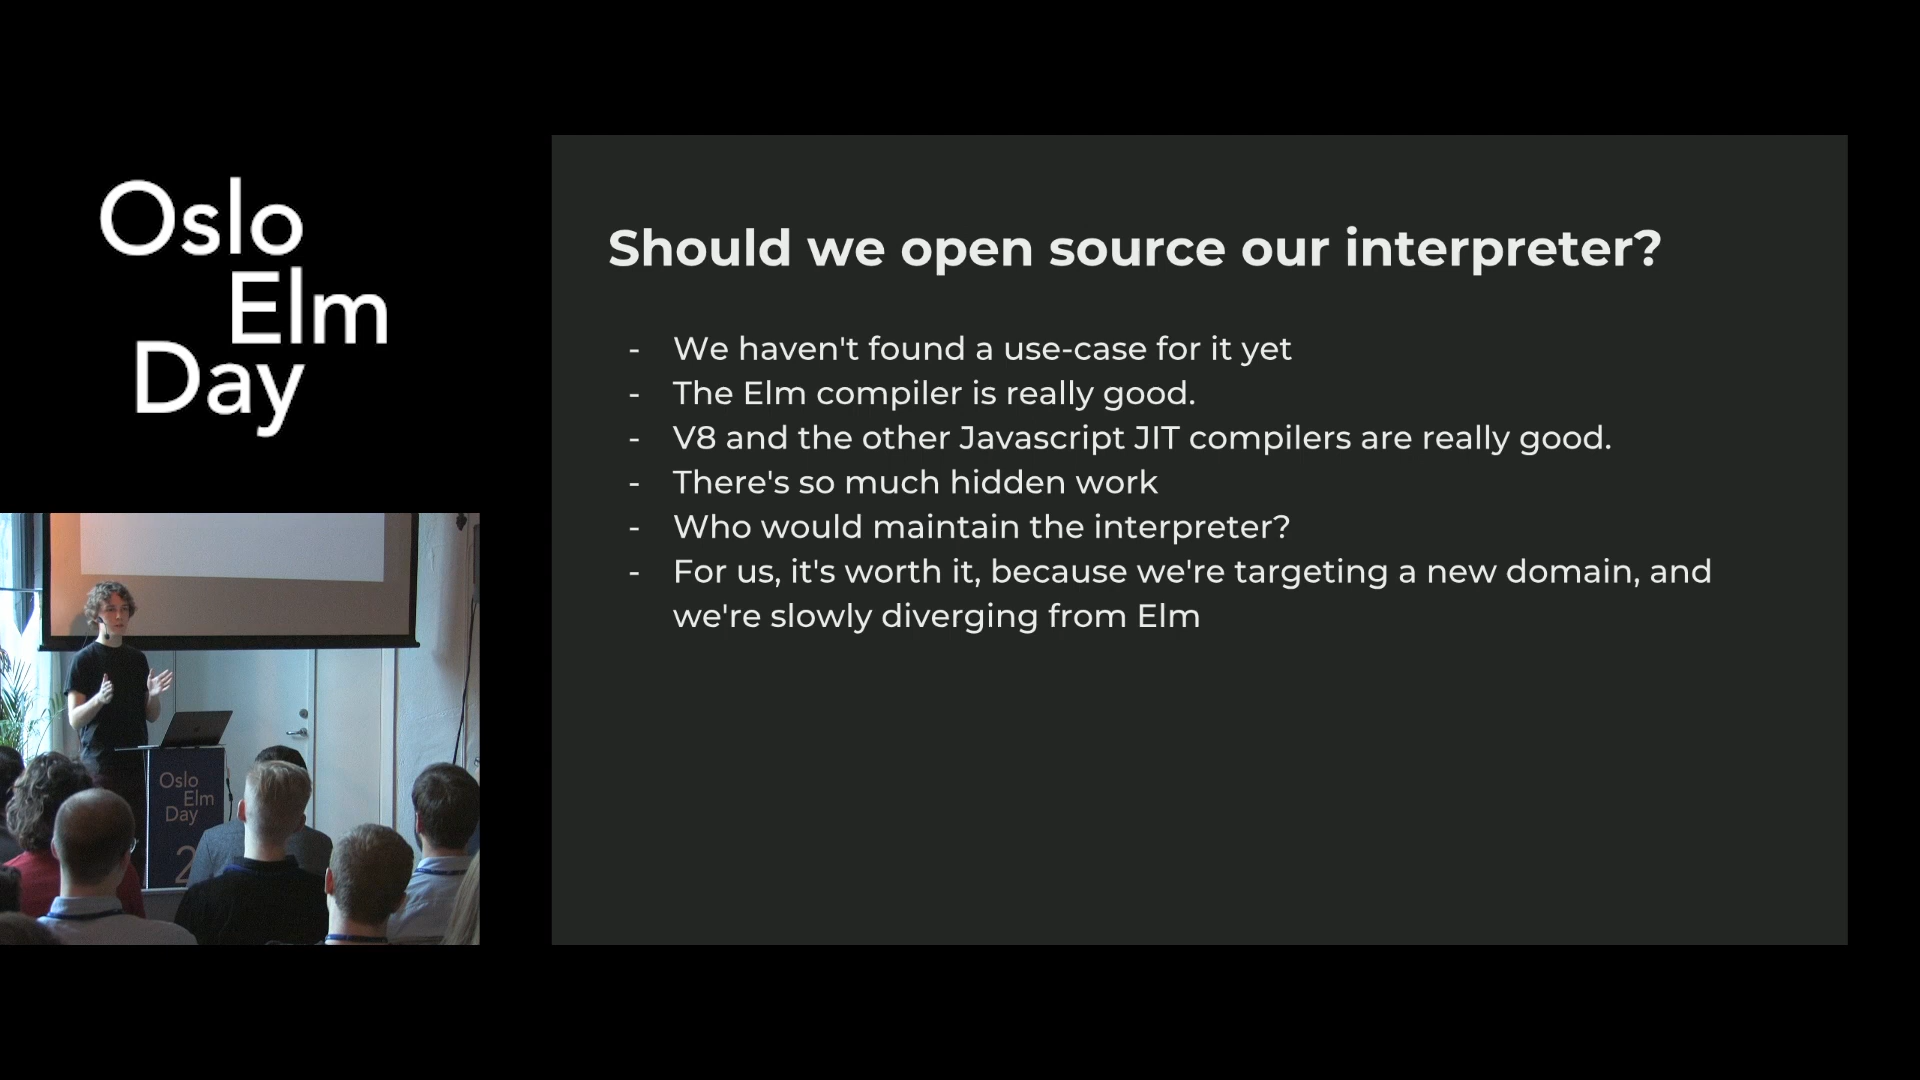 Oslo
Elm
Day
Should we open source our interpreter?
- We haven't found a use-case for it yet
- The Elm compiler is really good.
- V8 and the other Javascript JIT compilers are really good.
- There's so much hidden work
- Who would maintain the interpreter?
- For us, it's worth it, because we're targeting a new domain, and
we're slowly diverging from Elm
Oslo
Elm
Day
2